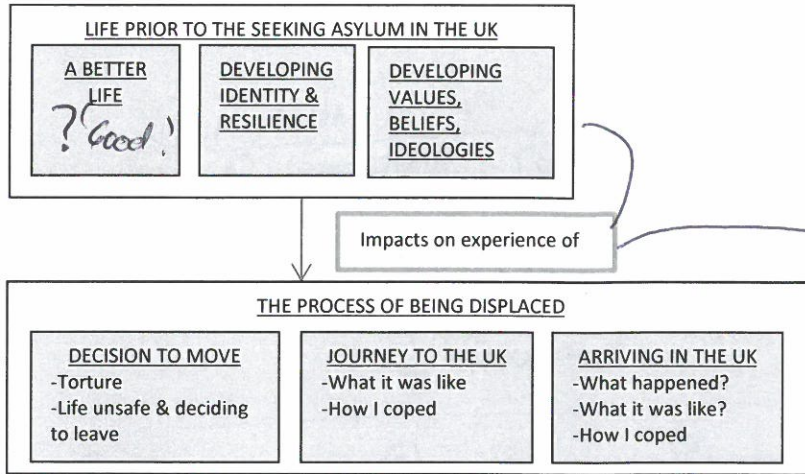 LIFE PRIOR TO THE SEEKING ASYLUM IN THE UK
A BETTER
LIFE
? 'Good'!
DEVELOPING
IDENTITY &
RESILIENCE
DEVELOPING
VALUES,
BELIEFS,
IDEOLOGIES
Impacts on experience of
THE PROCESS OF BEING DISPLACED
DECISION TO MOVE
-Torture
-Life unsafe & deciding
to leave
JOURNEY TO THE UK
-What it was like
-How I coped
ARRIVING IN THE UK
-What happened?
-What it was like?
-How I coped